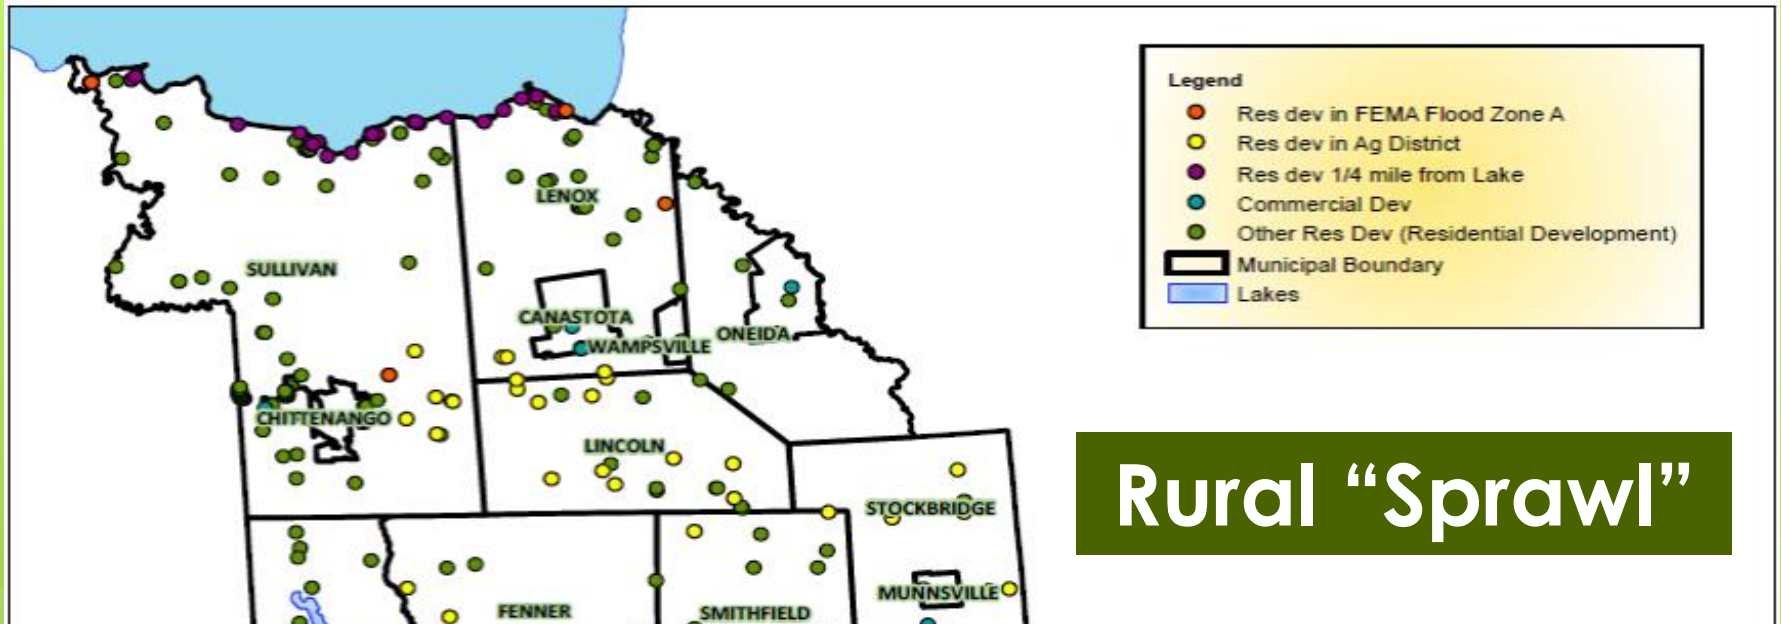 Legend
Res dev in FEMA Flood Zone A
Res dev in Ag District
Res dev 1/4 mile from Lake
Commercial Dev
Other Res Dev (Residential Development)
Municipal Boundary
Lakes
LENOX
SULLIVAN
CANASTOTA
WAMPSVILLE
ONEIDA
CHITTENANGO
LINCOLN
STOCKBRIDGE
Rural “Sprawl”
MUNNSVILLE
FENNER
SMITHFIELD